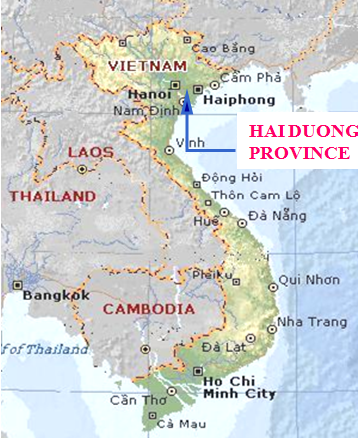 Cao Bằng
VIETNAM
Hanoi
Cẩm Phả
Haiphong
Nam Định
HAI DUONG
PROVINCE
Vinh
LAOS
Đồng Hới
THAILAND
Thôn Cam Lộ
Huế
Đà Nẵng
Pleiku
Qui Nhơn
Bangkok
CAMBODIA
Nha Trang
Đà Lạt
of Thailand
Ho Chi
Minh City
Cần Thơ
Cà Mau